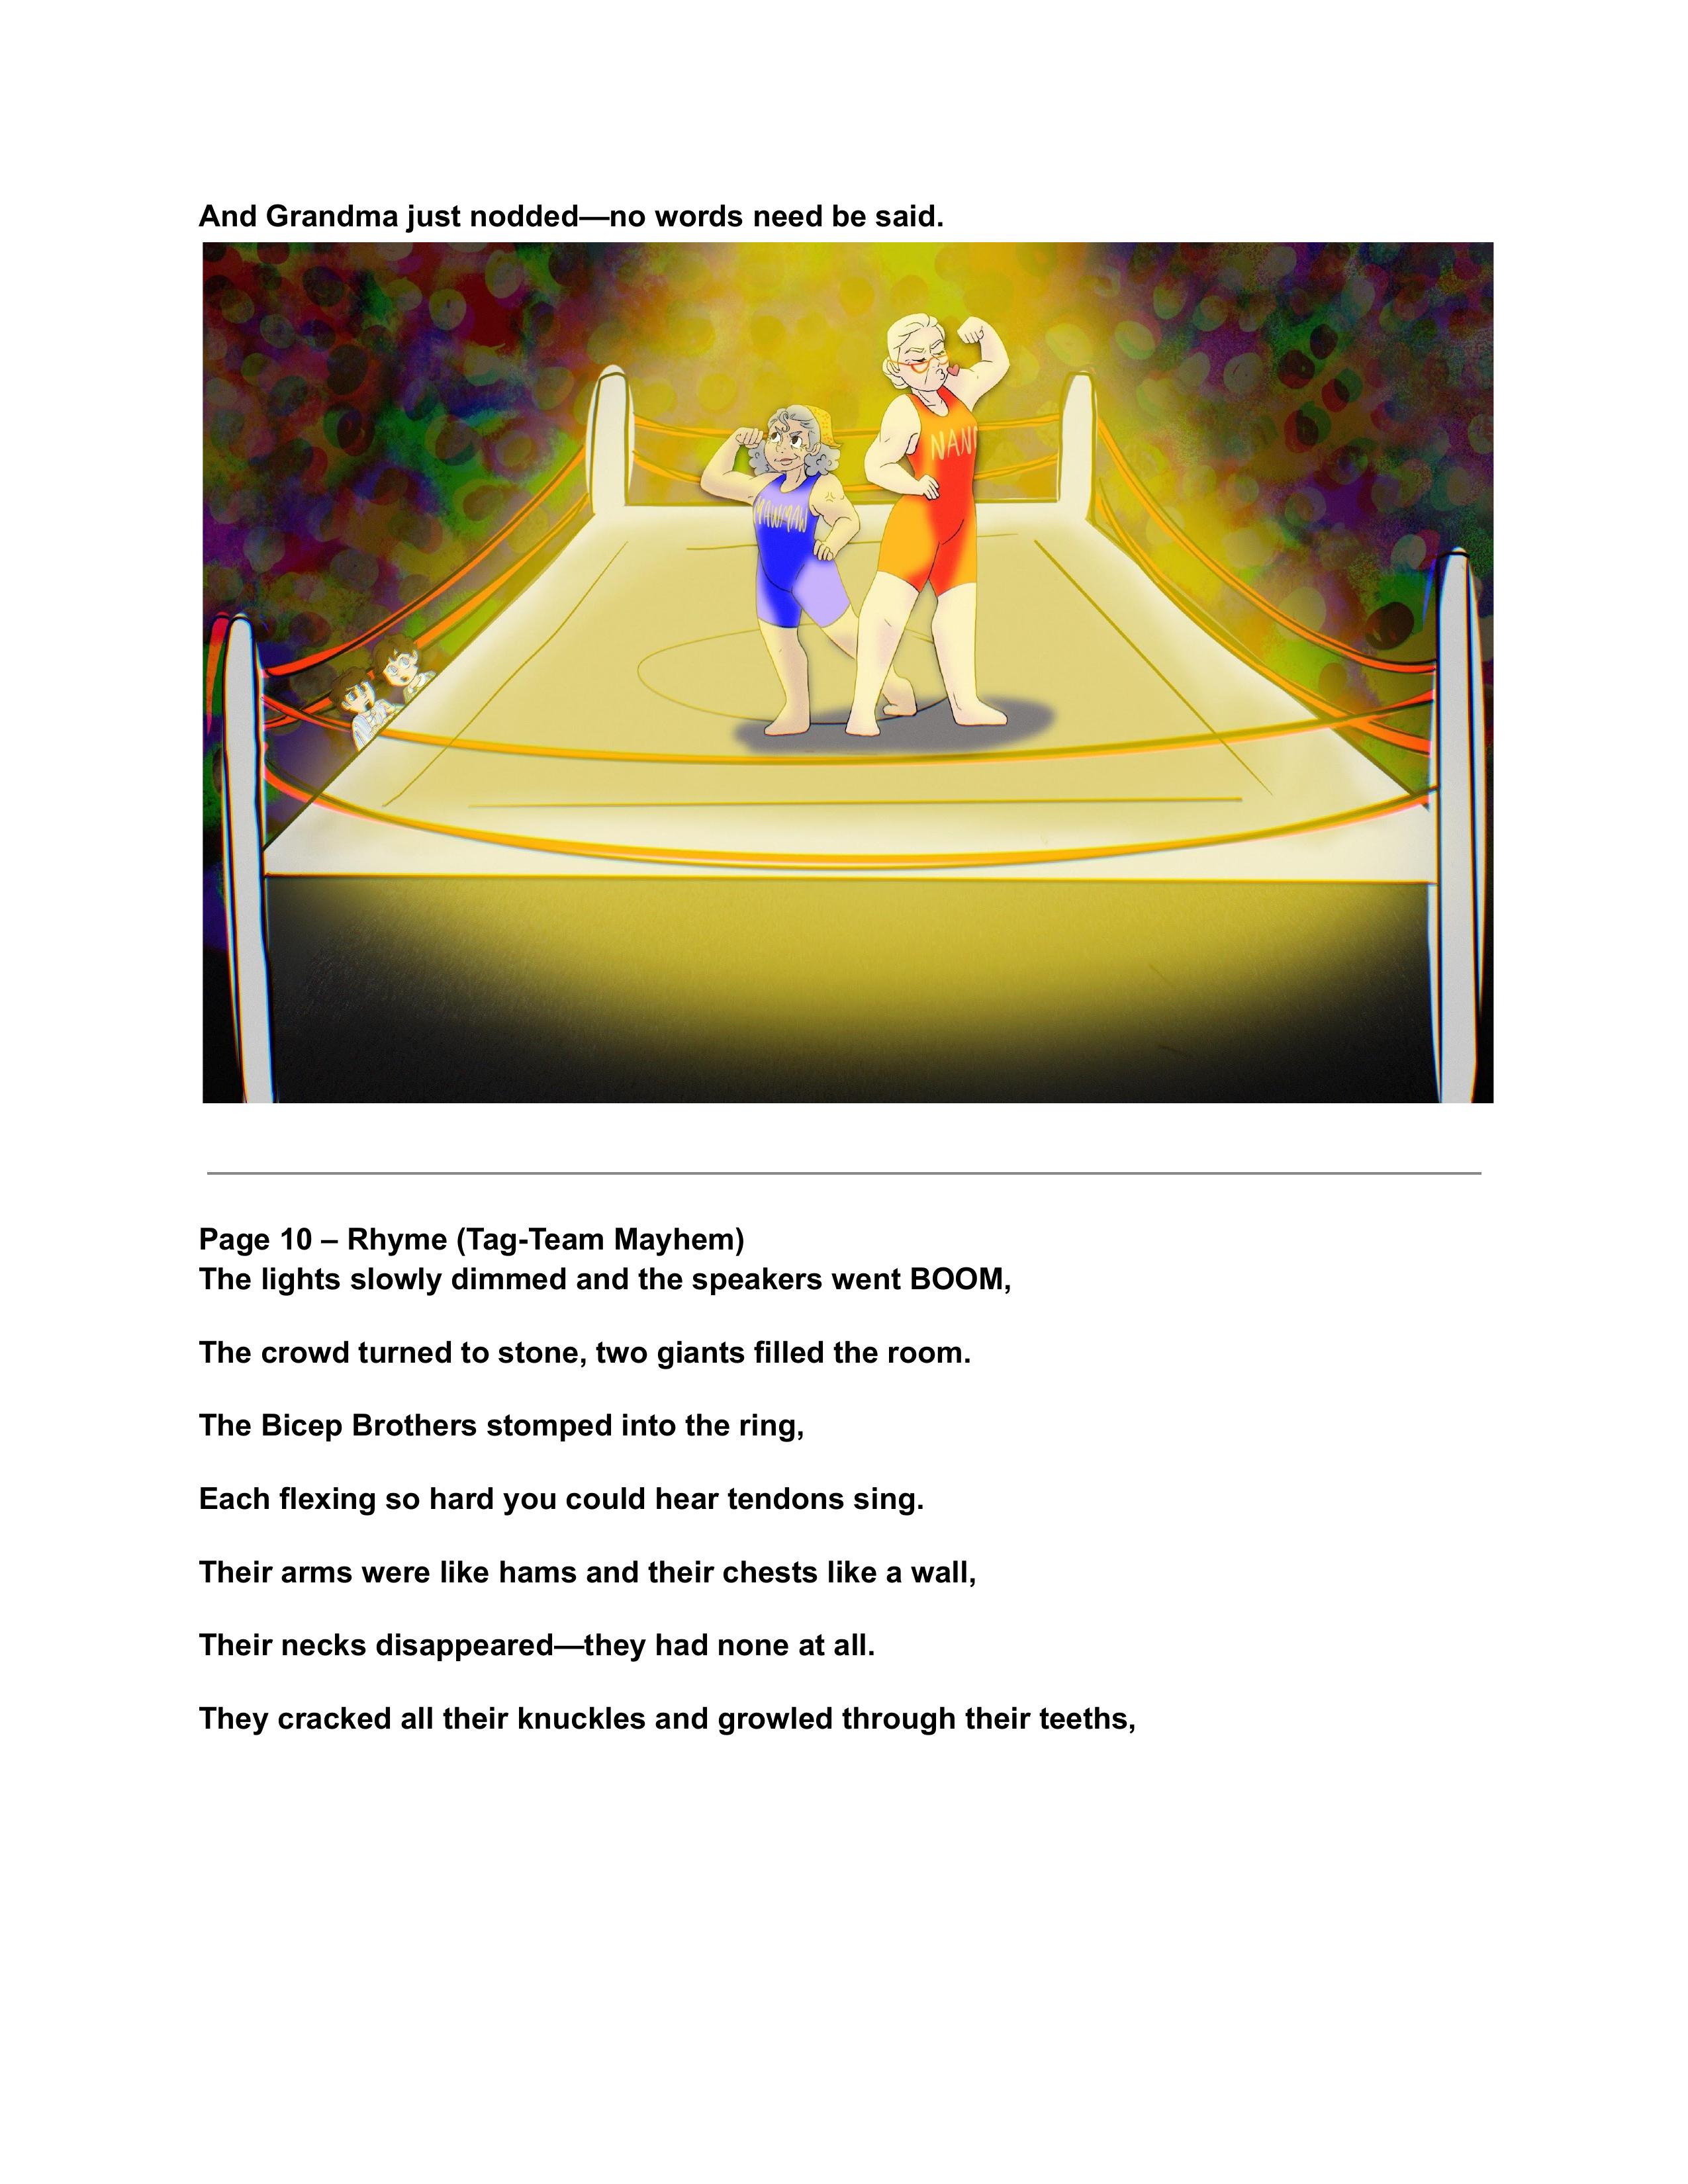 And Grandma just nodded—no words need be said.
MAWMAW
NAN
Page 10 – Rhyme (Tag-Team Mayhem)
The lights slowly dimmed and the speakers went BOOM,
The crowd turned to stone, two giants filled the room.
The Bicep Brothers stomped into the ring,
Each flexing so hard you could hear tendons sing.
Their arms were like hams and their chests like a wall,
Their necks disappeared—they had none at all.
They cracked all their knuckles and growled through their teeths,